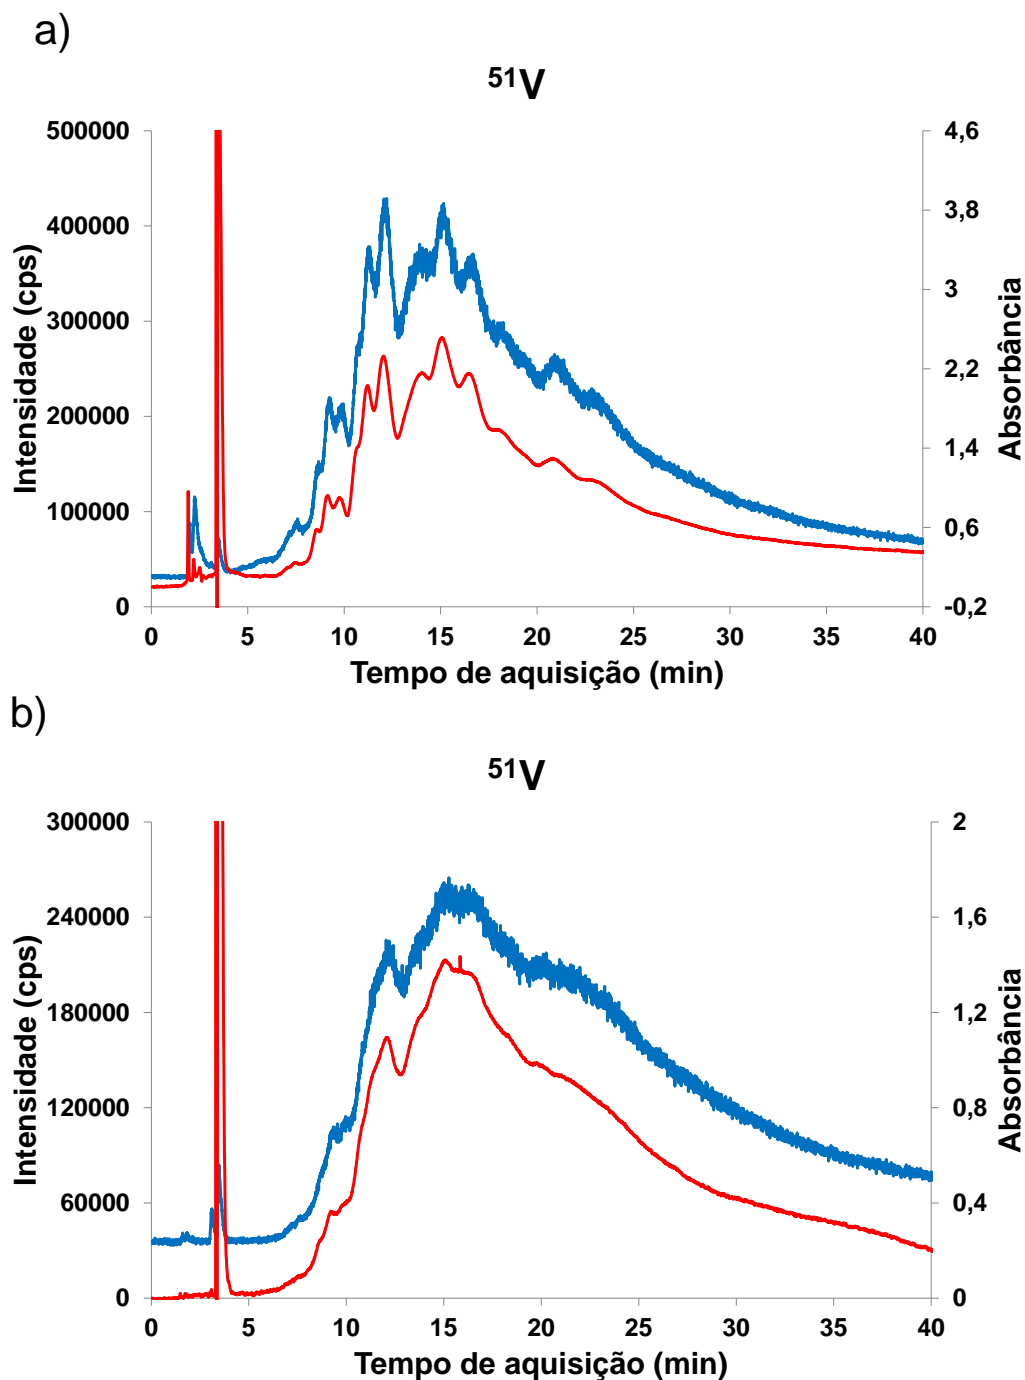 a)
⁵¹V
500000
400000
300000
200000
100000
0
4,6
3,8
3
2,2
1,4
0,6
-0,2
0 5 10 15 20 25 30 35 40
Intensidade (cps)
Absorbância
Tempo de aquisição (min)
b)
⁵¹V
300000
240000
180000
120000
60000
0
2
1,6
1,2
0,8
0,4
0
0 5 10 15 20 25 30 35 40
Intensidade (cps)
Absorbância
Tempo de aquisição (min)